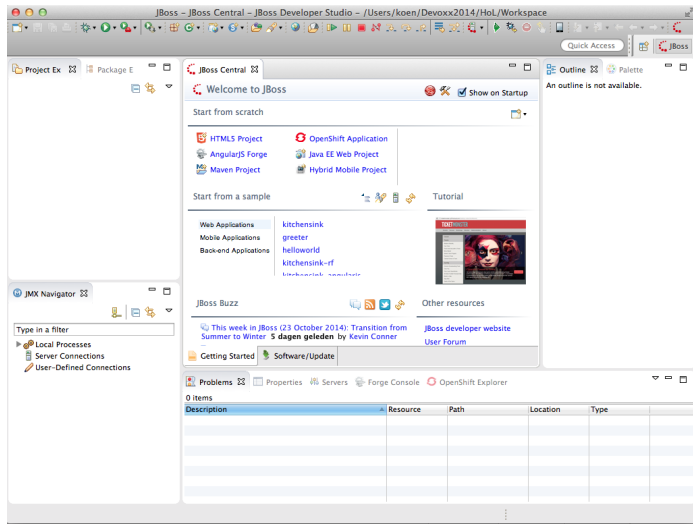 JBoss – JBoss Central – JBoss Developer Studio – /Users/koen/Devoxx2014/HoL/Workspace
Quick Access
JBoss
Project Ex
Package E
JBoss Central
Outline
Palette
An outline is not available.
Welcome to JBoss
Show on Startup
Start from scratch
HTML5 Project
OpenShift Application
AngularJS Forge
Java EE Web Project
Maven Project
Hybrid Mobile Project
Start from a sample
Tutorial
Web Applications
kitchensink
Mobile Applications
greeter
Back-end Applications
helloworld
kitchensink-rf
kitchensink-angularjs
TICKETMONSTER
JMX Navigator
Type in a filter
Local Processes
Server Connections
User-Defined Connections
JBoss Buzz
Other resources
This week in JBoss (23 October 2014): Transition from
Summer to Winter 5 dagen geleden by Kevin Conner
JBoss developer website
User Forum
Getting Started
Software/Update
Problems
Properties
Servers
Forge Console
OpenShift Explorer
0 items
Description
Resource
Path
Location
Type